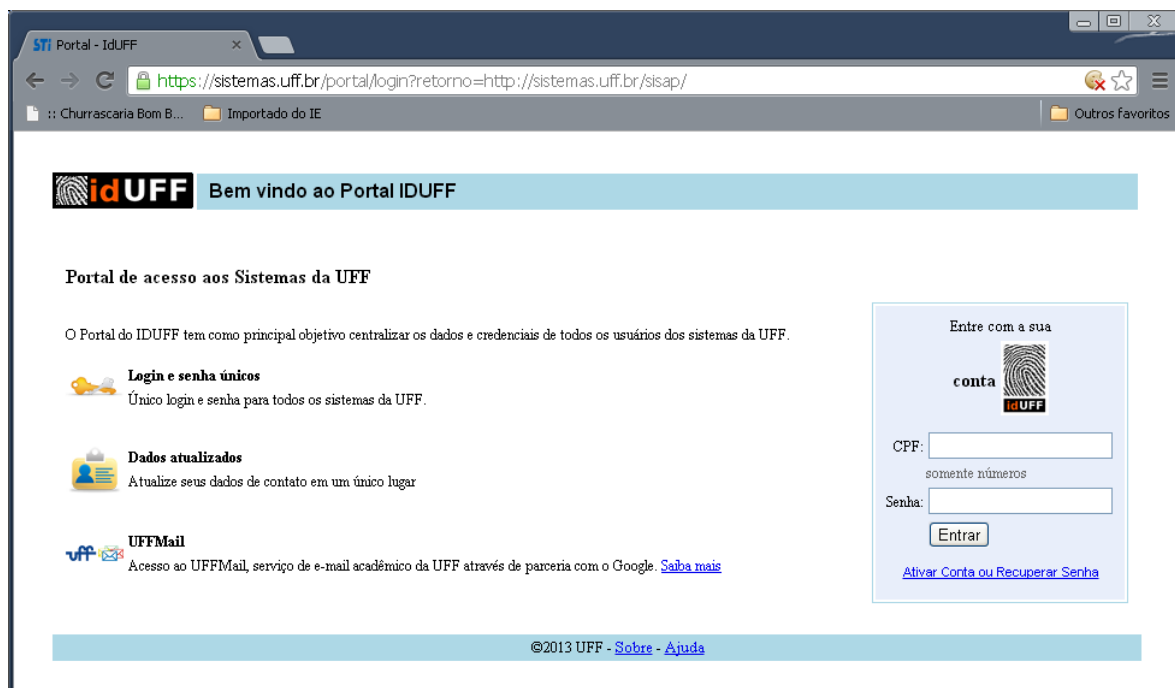 STi Portal - IdUFF
https://sistemas.uff.br/portal/login?retorno=http://sistemas.uff.br/sisap/
:: Churrascaria Bom B... Importado do IE Outros favoritos
idUFF Bem vindo ao Portal IDUFF
Portal de acesso aos Sistemas da UFF
O Portal do IDUFF tem como principal objetivo centralizar os dados e credenciais de todos os usuários dos sistemas da UFF.
Login e senha únicos
Único login e senha para todos os sistemas da UFF.
Dados atualizados
Atualize seus dados de contato em um único lugar
uff UFFMail
Acesso ao UFFMail, serviço de e-mail acadêmico da UFF através de parceria com o Google. Saiba mais
Entre com a sua
conta
idUFF
CPF:
somente números
Senha:
Entrar
Ativar Conta ou Recuperar Senha
©2013 UFF - Sobre - Ajuda